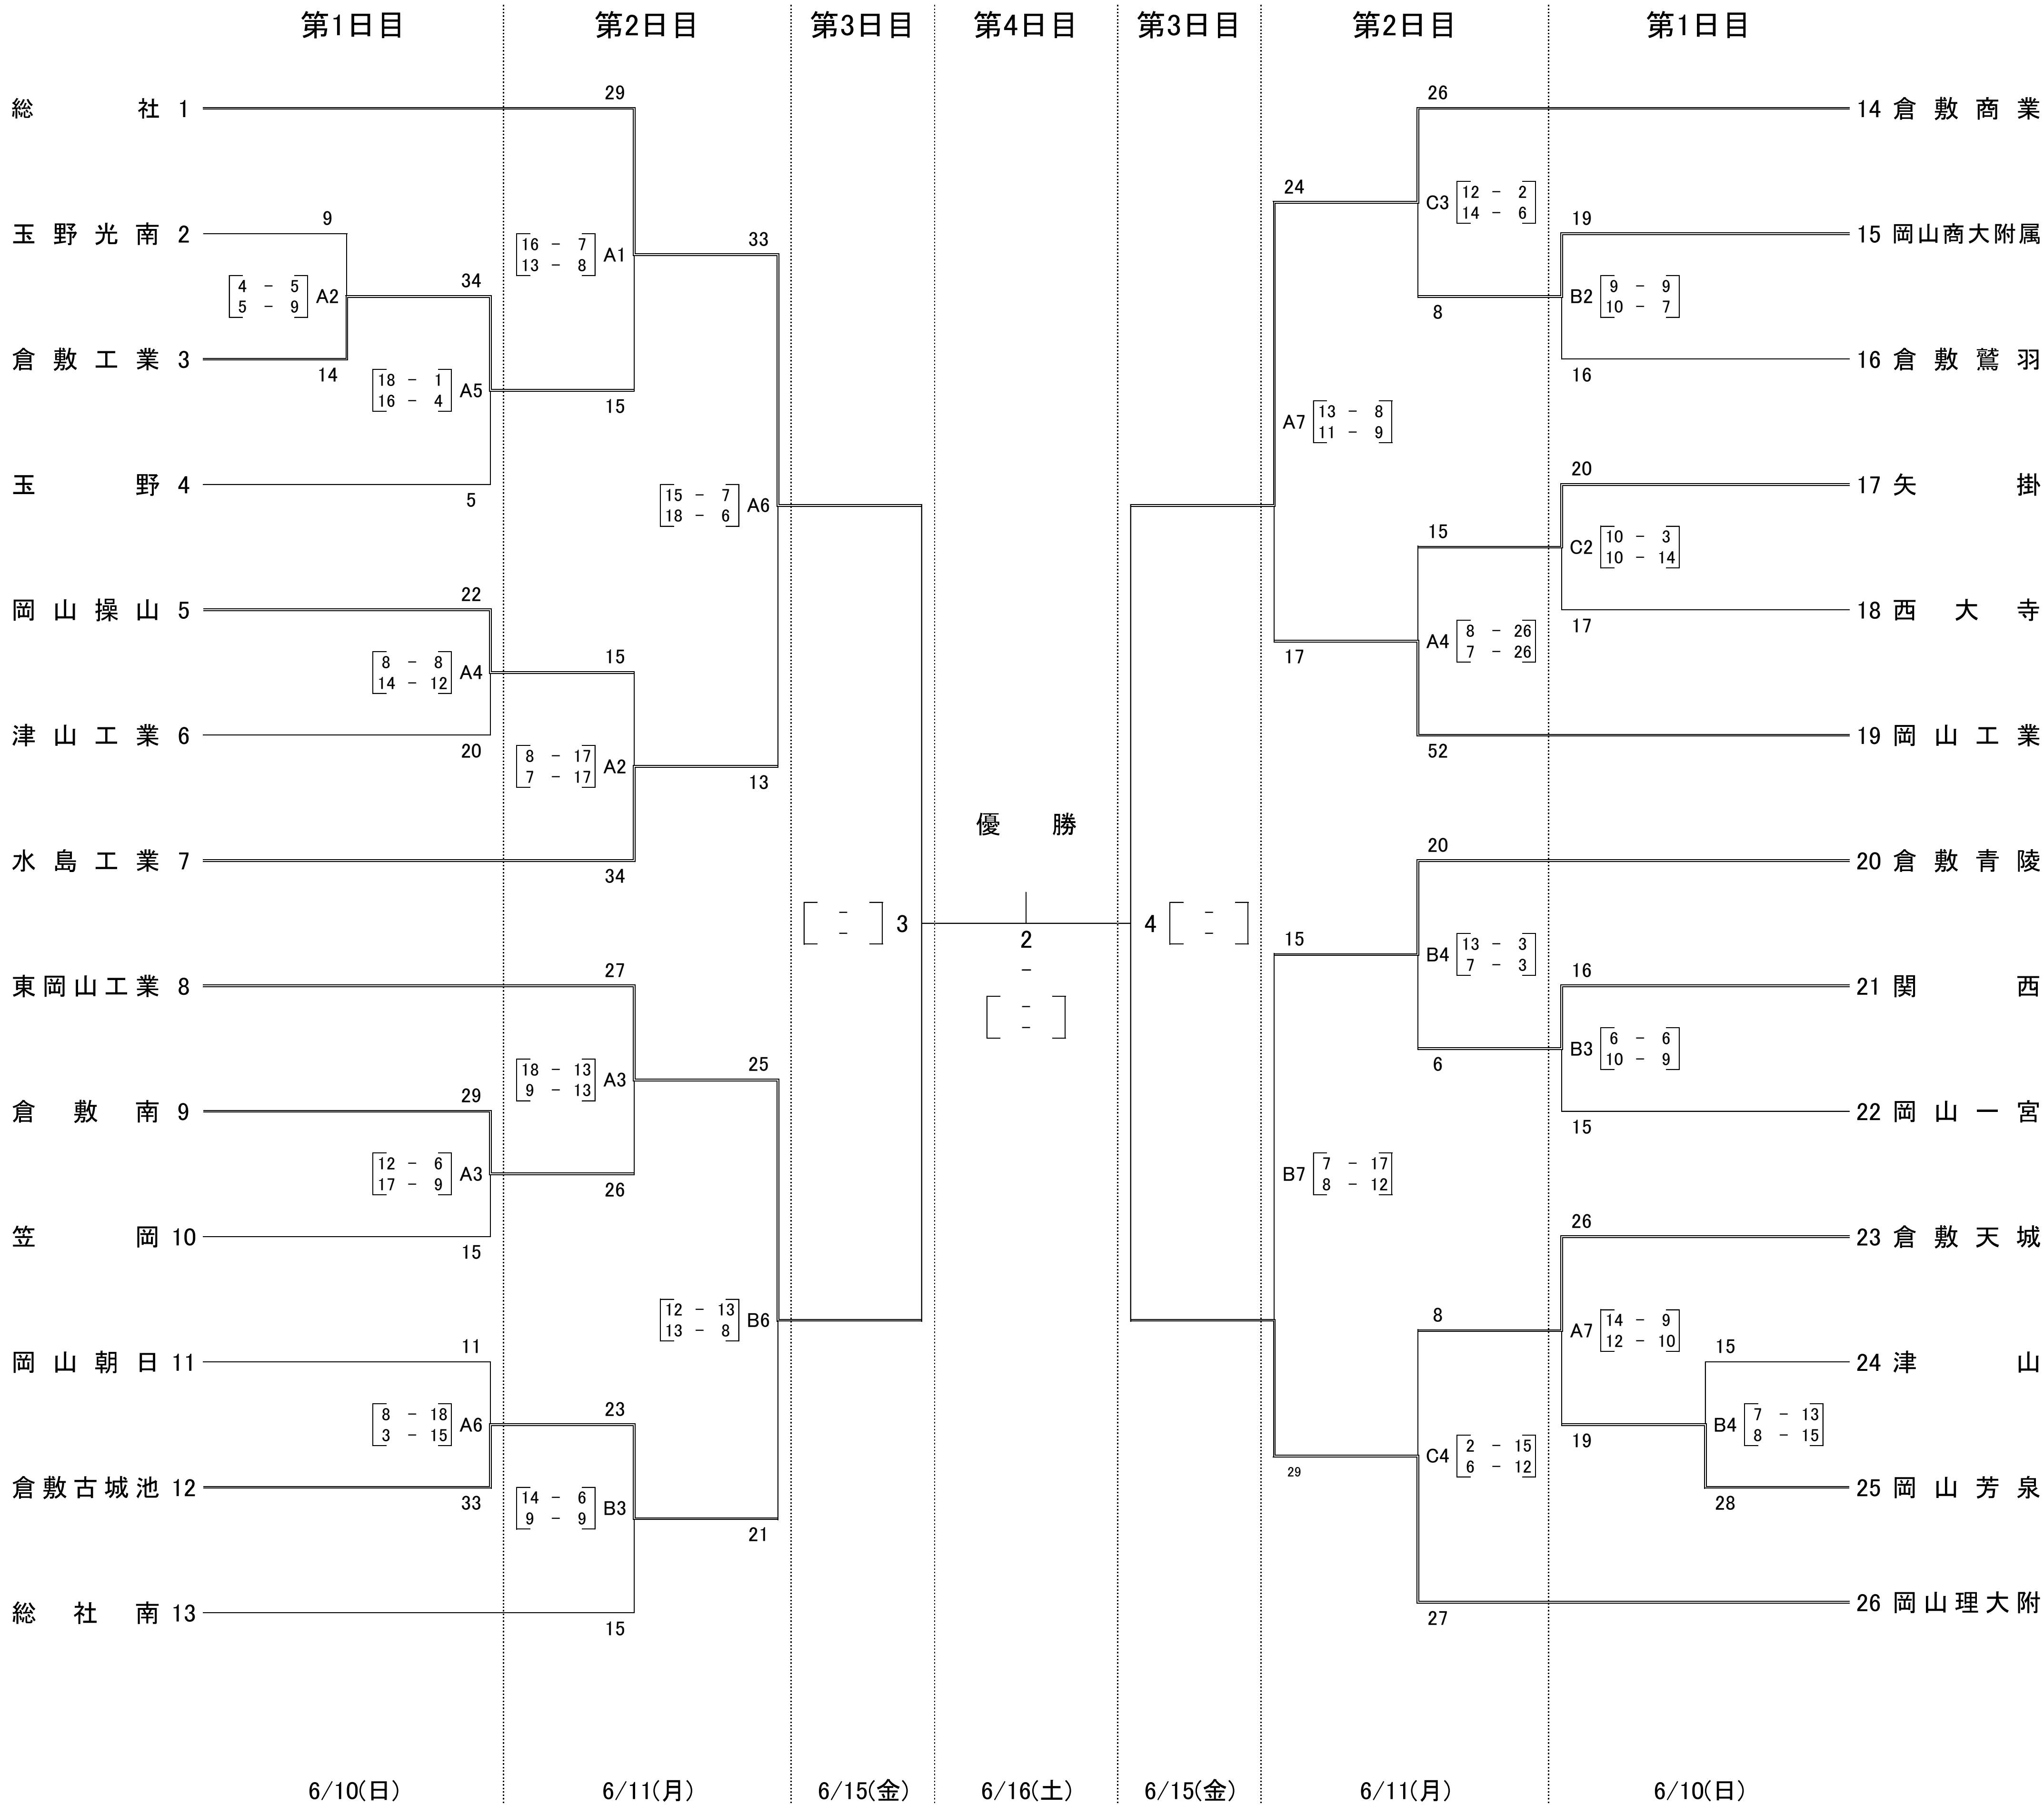 第1日目 第2日目 第3日目 第4日目 第3日目 第2日目 第1日目
29 26
総社 1 14 倉敷商業
24
C3 12 - 2
14 - 6
9 19
玉野光南 2 15 岡山商大附属
16 - 7
13 - 8 A1
33
34
4 - 5
5 - 9 A2
B2 9 - 9
10 - 7
8
倉敷工業 3 16 倉敷鷲羽
14 16
18 - 1
16 - 4 A5
15
A7 13 - 8
11 - 9
20
玉野 4 17 矢掛
5
15 - 7
18 - 6 A6
15
C2 10 - 3
10 - 14
22
岡山操山 5 18 西大寺
17
15
8 - 8
14 - 12 A4
17
A4 8 - 26
7 - 26
津山工業 6 19 岡山工業
20 52
8 - 17
7 - 17 A2
13
優勝
20
水島工業 7 20 倉敷青陵
34
-
- 3
4 -
-
2
-
-
-
15
B4 13 - 3
7 - 3
27 16
東岡山工業 8 21 関西
18 - 13
9 - 13 A3
25
6
B3 6 - 6
10 - 9
29
倉敷南 9 22 岡山一宮
15
12 - 6
17 - 9 A3
26
B7 7 - 17
8 - 12
26
笠岡 10 23 倉敷天城
15
12 - 13
13 - 8 B6
8
A7 14 - 9
12 - 10
11 15
岡山朝日 11 24 津山
8 - 18
3 - 15 A6
23
29
C4 2 - 15
6 - 12
19
B4 7 - 13
8 - 15
倉敷古城池 12 25 岡山芳泉
33 28
14 - 6
9 - 9 B3
21
総社南 13 26 岡山理大附
15 27
6/10(日) 6/11(月) 6/15(金) 6/16(土) 6/15(金) 6/11(月) 6/10(日)